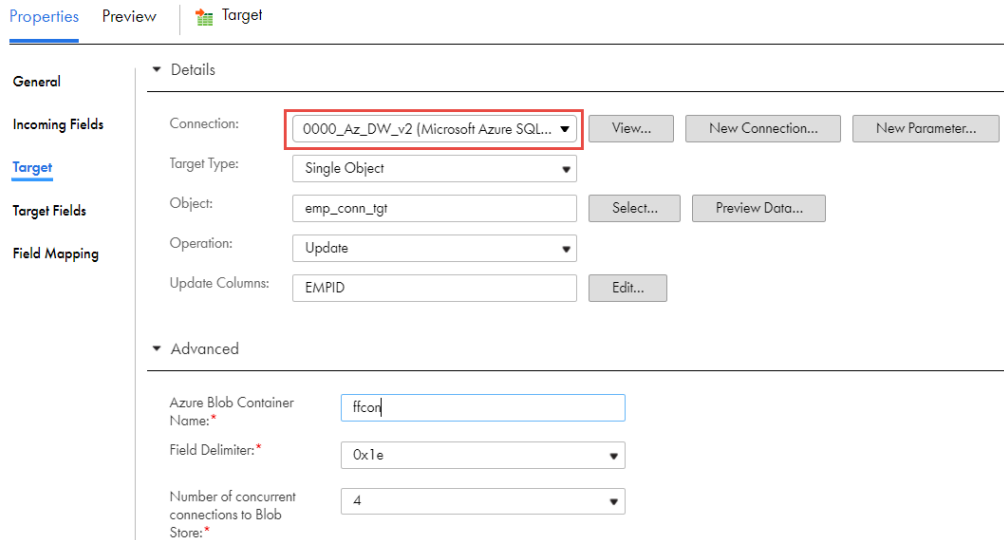 Properties Preview Target
Details
General
Incoming Fields
Target
Target Fields
Field Mapping
Connection: 0000_Az_DW_v2 (Microsoft Azure SQL... View... New Connection... New Parameter...
Target Type: Single Object
Object: emp_conn_tgt Select... Preview Data...
Operation: Update
Update Columns: EMPID Edit...
Advanced
Azure Blob Container
Name:* ffcon
Field Delimiter:* 0x1e
Number of concurrent
connections to Blob
Store:* 4